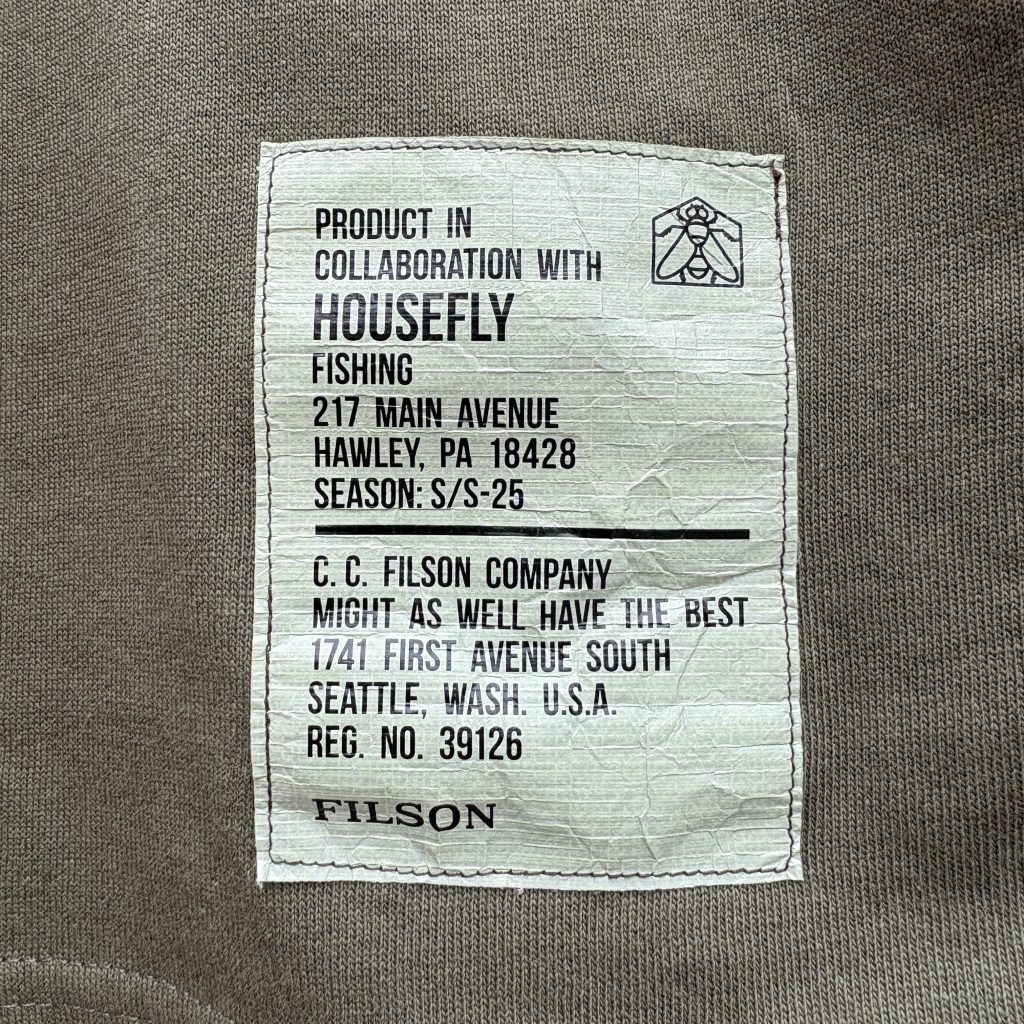 PRODUCT IN
COLLABORATION WITH
HOUSEFLY
FISHING
217 MAIN AVENUE
HAWLEY, PA 18428
SEASON: S/S-25
C. C. FILSON COMPANY
MIGHT AS WELL HAVE THE BEST
1741 FIRST AVENUE SOUTH
SEATTLE, WASH. U.S.A.
REG. NO. 39126
FILSON